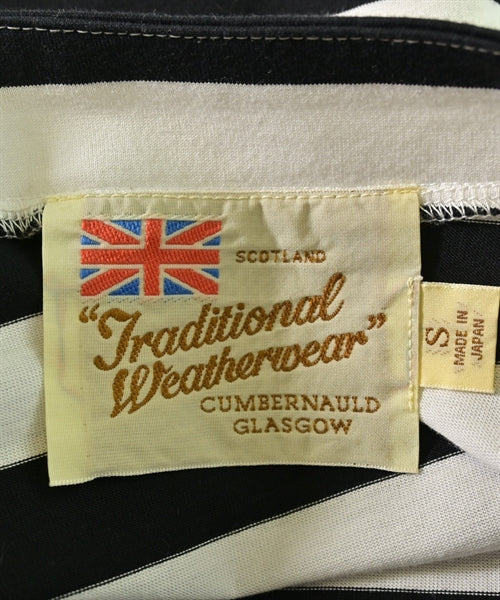 SCOTLAND
"Traditional
Weatherwear"
CUMBERNAULD
GLASGOW
S
MADE IN
JAPAN